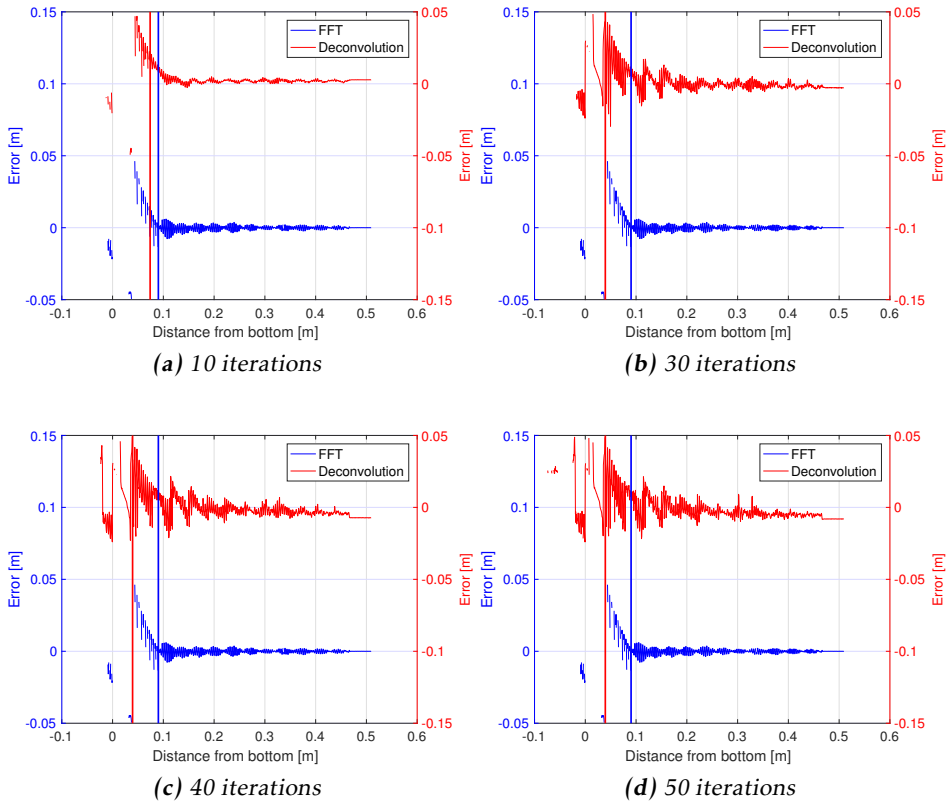 0.15
0.1
0.05
0
-0.05
Error [m]
FFT
Deconvolution
0.05
0
-0.05
-0.1
-0.15
Error [m]
-0.1 0 0.1 0.2 0.3 0.4 0.5 0.6
Distance from bottom [m]
(a) 10 iterations
0.15
0.1
0.05
0
-0.05
Error [m]
FFT
Deconvolution
0.05
0
-0.05
-0.1
-0.15
Error [m]
-0.1 0 0.1 0.2 0.3 0.4 0.5 0.6
Distance from bottom [m]
(b) 30 iterations
0.15
0.1
0.05
0
-0.05
Error [m]
FFT
Deconvolution
0.05
0
-0.05
-0.1
-0.15
Error [m]
-0.1 0 0.1 0.2 0.3 0.4 0.5 0.6
Distance from bottom [m]
(c) 40 iterations
0.15
0.1
0.05
0
-0.05
Error [m]
FFT
Deconvolution
0.05
0
-0.05
-0.1
-0.15
Error [m]
-0.1 0 0.1 0.2 0.3 0.4 0.5 0.6
Distance from bottom [m]
(d) 50 iterations